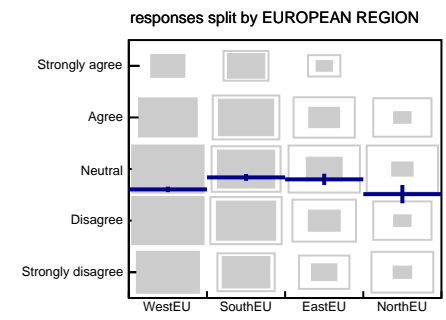 responses split by EUROPEAN REGION
Strongly agree
Agree
Neutral
Disagree
Strongly disagree
WestEU SouthEU EastEU NorthEU